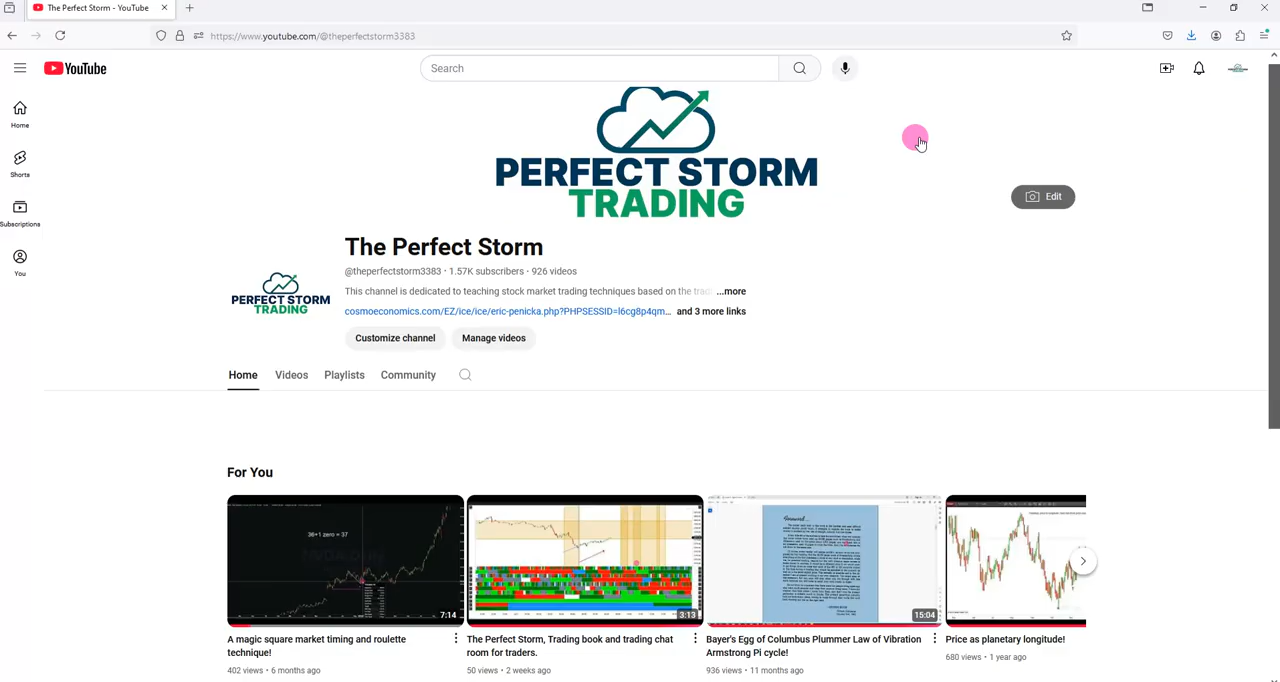 The Perfect Storm - YouTube
https://www.youtube.com/@theperfectstorm3383
YouTube
Search
Home
Shorts
Subscriptions
You
PERFECT STORM
TRADING
Edit
PERFECT STORM
TRADING
The Perfect Storm
@theperfectstorm3383 · 1.57K subscribers · 926 videos
This channel is dedicated to teaching stock market trading techniques based on the ...more
cosmoeconomics.com/EZ/ice/ice/eric-penicka.php?PHPSESSID=l6cg8p4qm... and 3 more links
Customize channel
Manage videos
Home Videos Playlists Community
For You
36+1 zero = 37
7:14
3:13
Foreword...
15:04
A magic square market timing and roulette
technique!
402 views · 6 months ago
The Perfect Storm, Trading book and trading chat
room for traders.
50 views · 2 weeks ago
Bayer's Egg of Columbus Plummer Law of Vibration
Armstrong Pi cycle!
936 views · 11 months ago
Price as planetary longitude!
680 views · 1 year ago